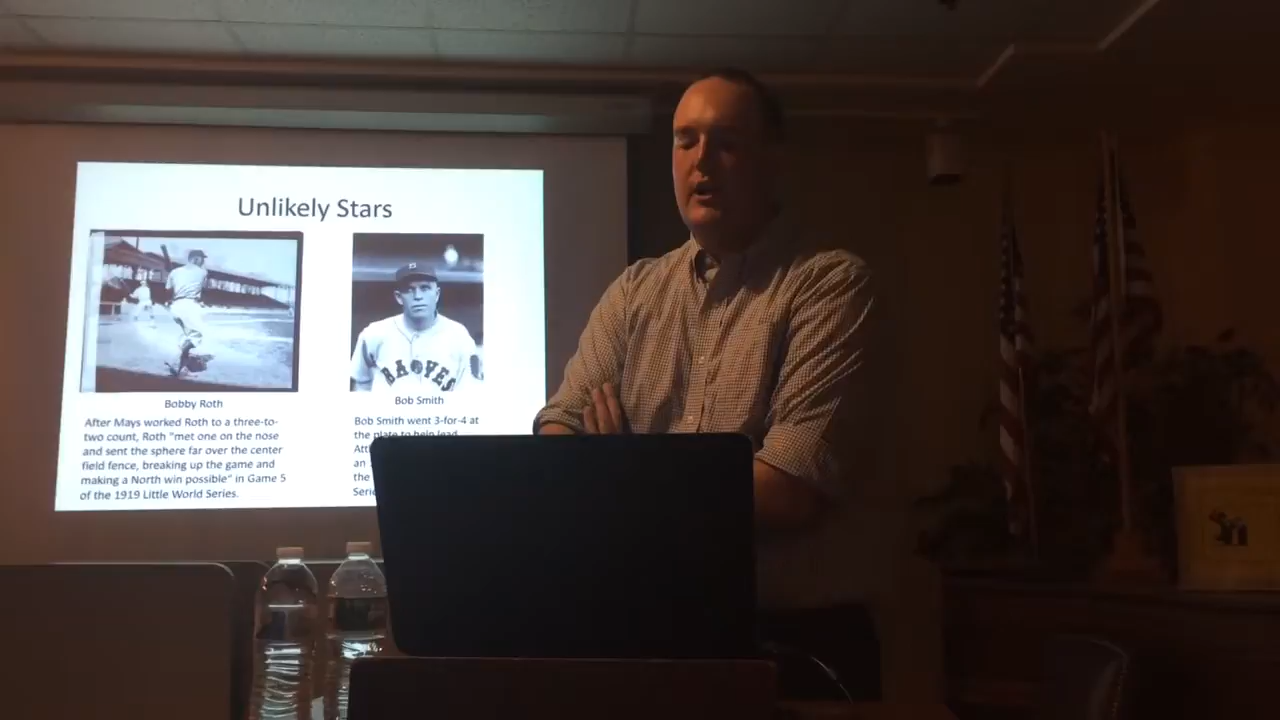 Unlikely Stars
BRAVES
Bobby Roth
After Mays worked Roth to a three-to-
two count, Roth "met one on the nose
and sent the sphere far over the center
field fence, breaking up the game and
making a North win possible" in Game 5
of the 1919 Little World Series.
Bob Smith
Bob Smith went 3-for-4 at
the plate to help lead
an
the